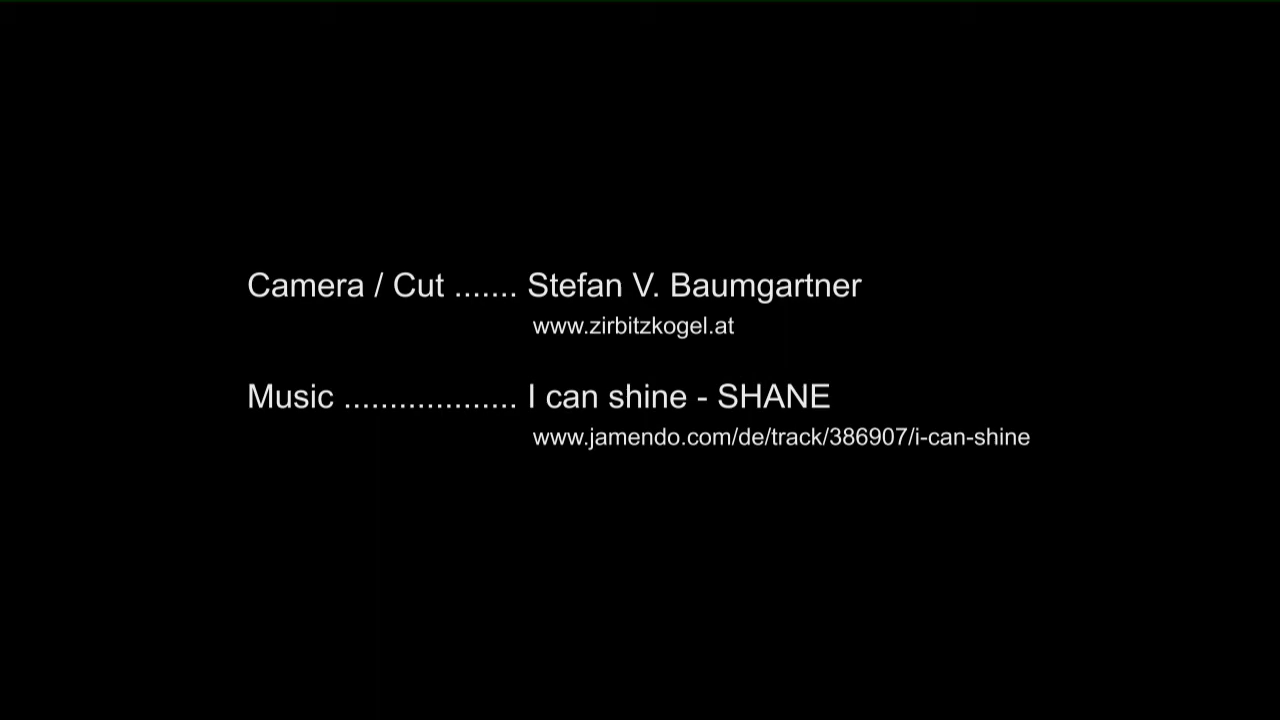 Camera / Cut ....... Stefan V. Baumgartner
www.zirbitzkogel.at
Music ................... I can shine - SHANE
www.jamendo.com/de/track/386907/i-can-shine